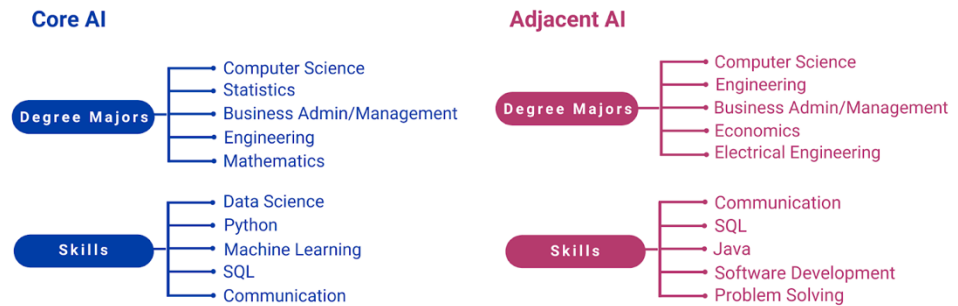 Core AI
Degree Majors
Computer Science
Statistics
Business Admin/Management
Engineering
Mathematics
Skills
Data Science
Python
Machine Learning
SQL
Communication
Adjacent AI
Degree Majors
Computer Science
Engineering
Business Admin/Management
Economics
Electrical Engineering
Skills
Communication
SQL
Java
Software Development
Problem Solving